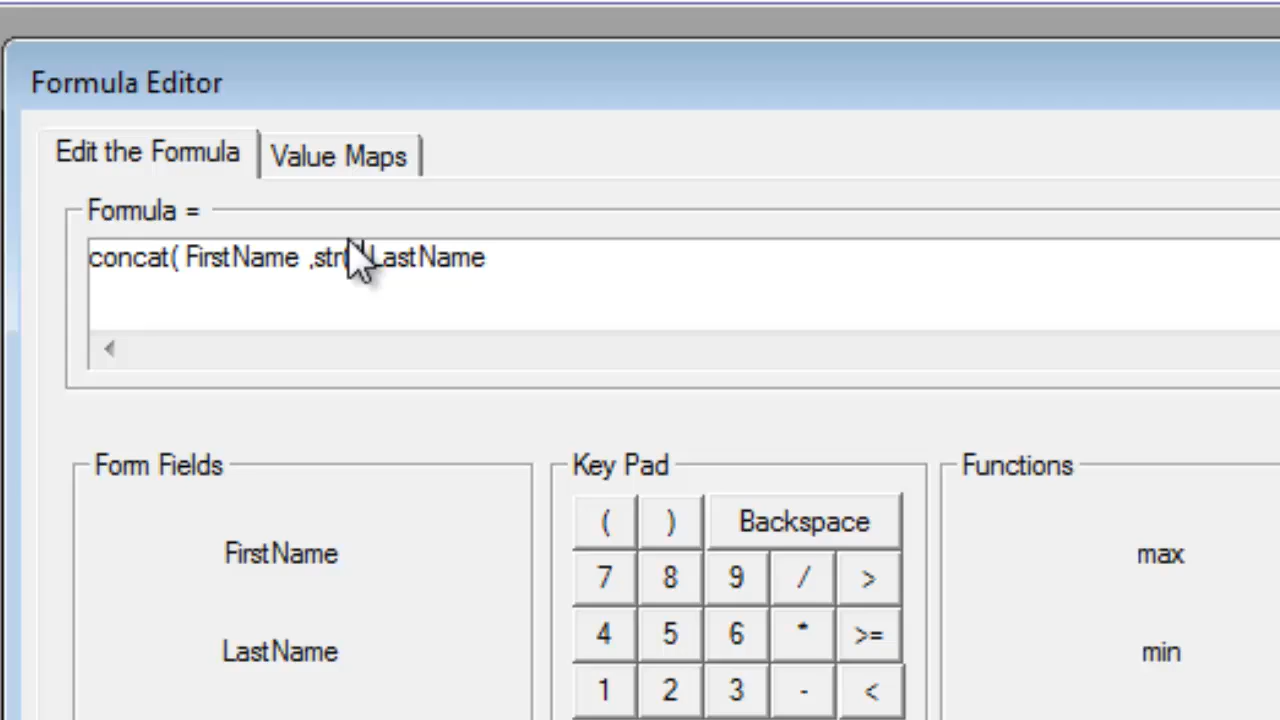 Formula Editor
Edit the Formula
Value Maps
Formula =
concat( FirstName ,str LastName
Form Fields
Key Pad
Functions
( ) Backspace
FirstName
max
7 8 9 / >
4 5 6 * >=
LastName
min
1 2 3 - <